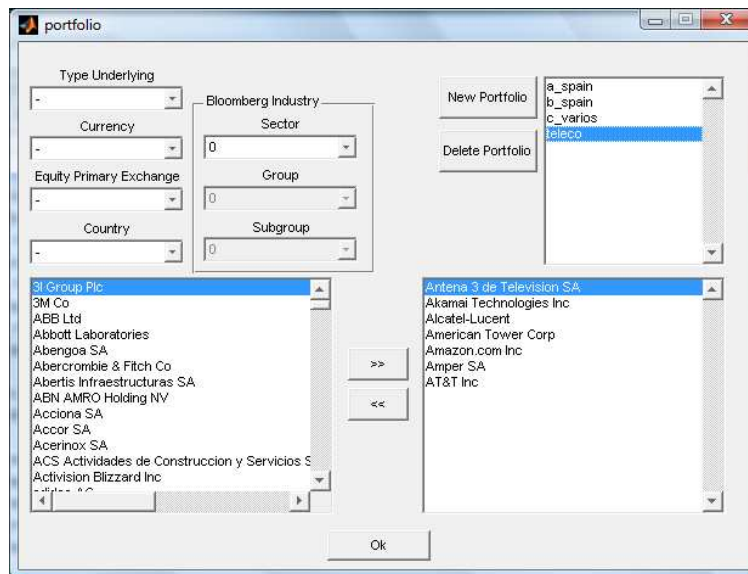 portfolio
Type Underlying
-
Currency
-
Equity Primary Exchange
-
Country
-
Bloomberg Industry
Sector
0
Group
0
Subgroup
0
New Portfolio
Delete Portfolio
a_spain
b_spain
c_varios
teleco
3I Group Plc
3M Co
ABB Ltd
Abbott Laboratories
Abengoa SA
Abercrombie & Fitch Co
Abertis Infraestructuras SA
ABN AMRO Holding NV
Acciona SA
Accor SA
Acerinox SA
ACS Actividades de Construccion y Servicios S
Activision Blizzard Inc
>>
<<
Antena 3 de Television SA
Akamai Technologies Inc
Alcatel-Lucent
American Tower Corp
Amazon.com Inc
Amper SA
AT&T Inc
Ok